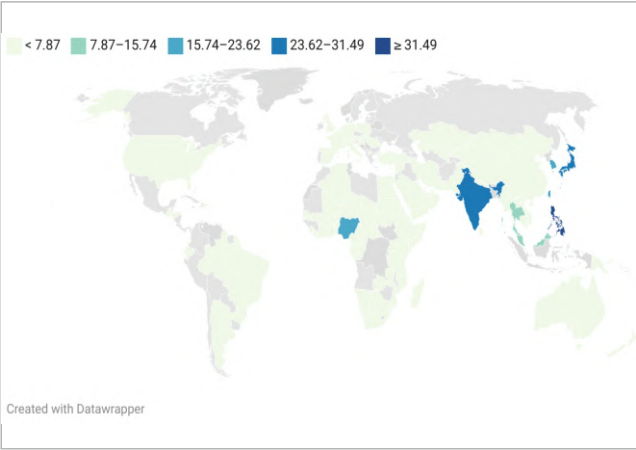 < 7.87 7.87–15.74 15.74–23.62 23.62–31.49 ≥ 31.49
Created with Datawrapper